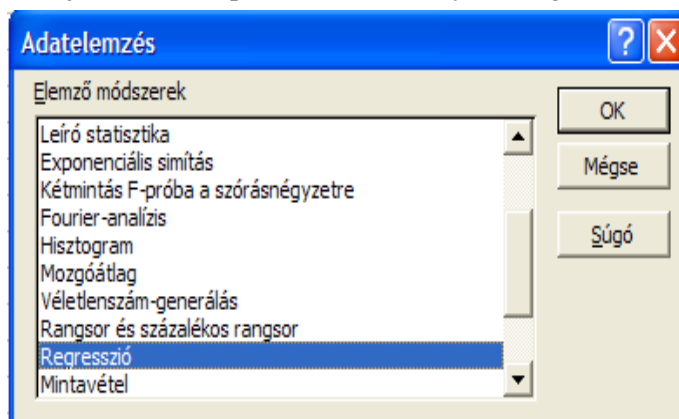 Adatelemzés
Elemző módszerek
Leíró statisztika
Exponenciális simítás
Kétmintás F-próba a szórásnégyzetre
Fourier-analízis
Hisztogram
Mozgóátlag
Véletlenszám-generálás
Rangsor és százalékos rangsor
Regresszió
Mintavétel
OK
Mégse
Súgó